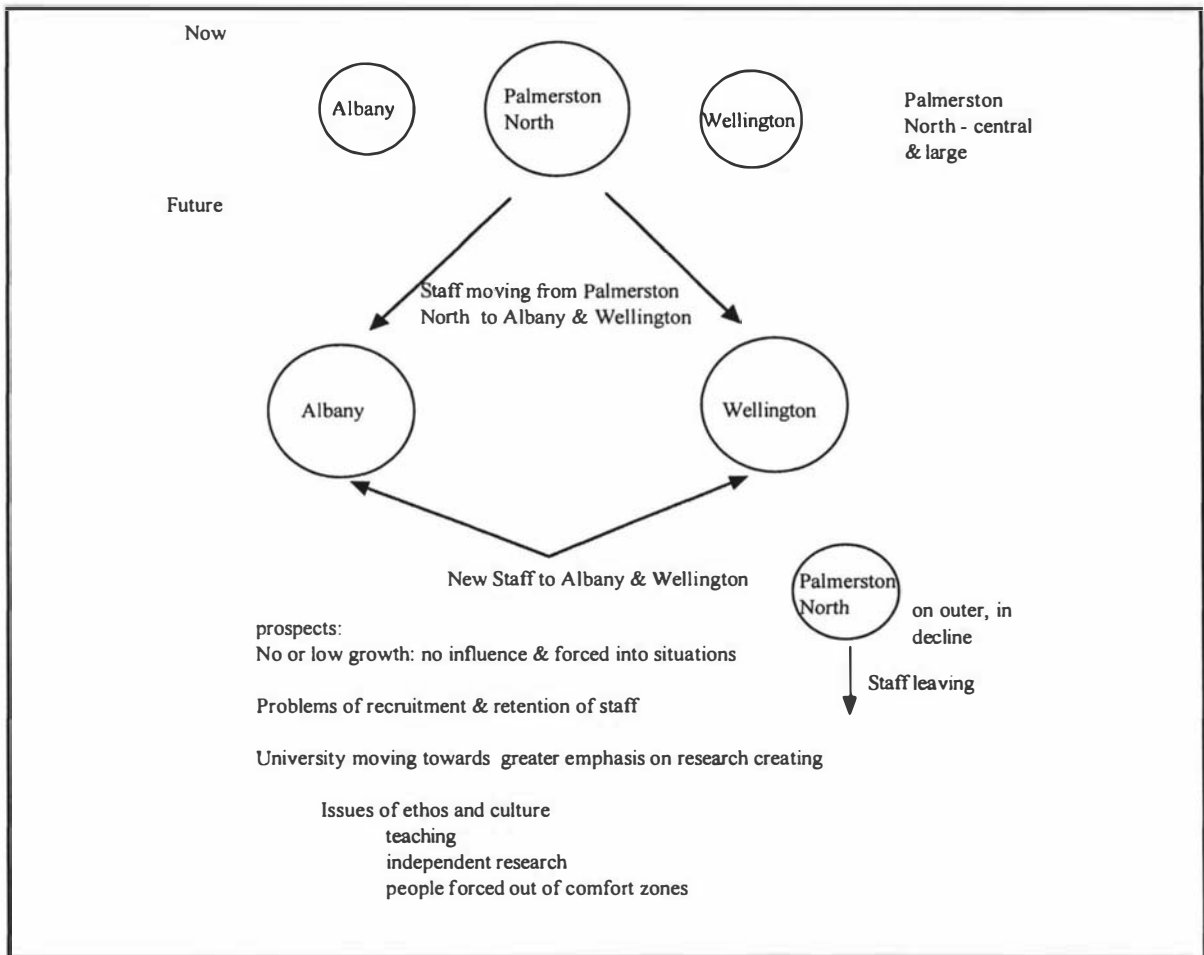 Now
Albany
Palmerston
North
Wellington
Palmerston
North - central
& large
Future
Staff moving from Palmerston
North to Albany & Wellington
Albany
Wellington
New Staff to Albany & Wellington
Palmerston
North
on outer, in
decline
Staff leaving
prospects:
No or low growth: no influence & forced into situations
Problems of recruitment & retention of staff
University moving towards greater emphasis on research creating
Issues of ethos and culture
teaching
independent research
people forced out of comfort zones